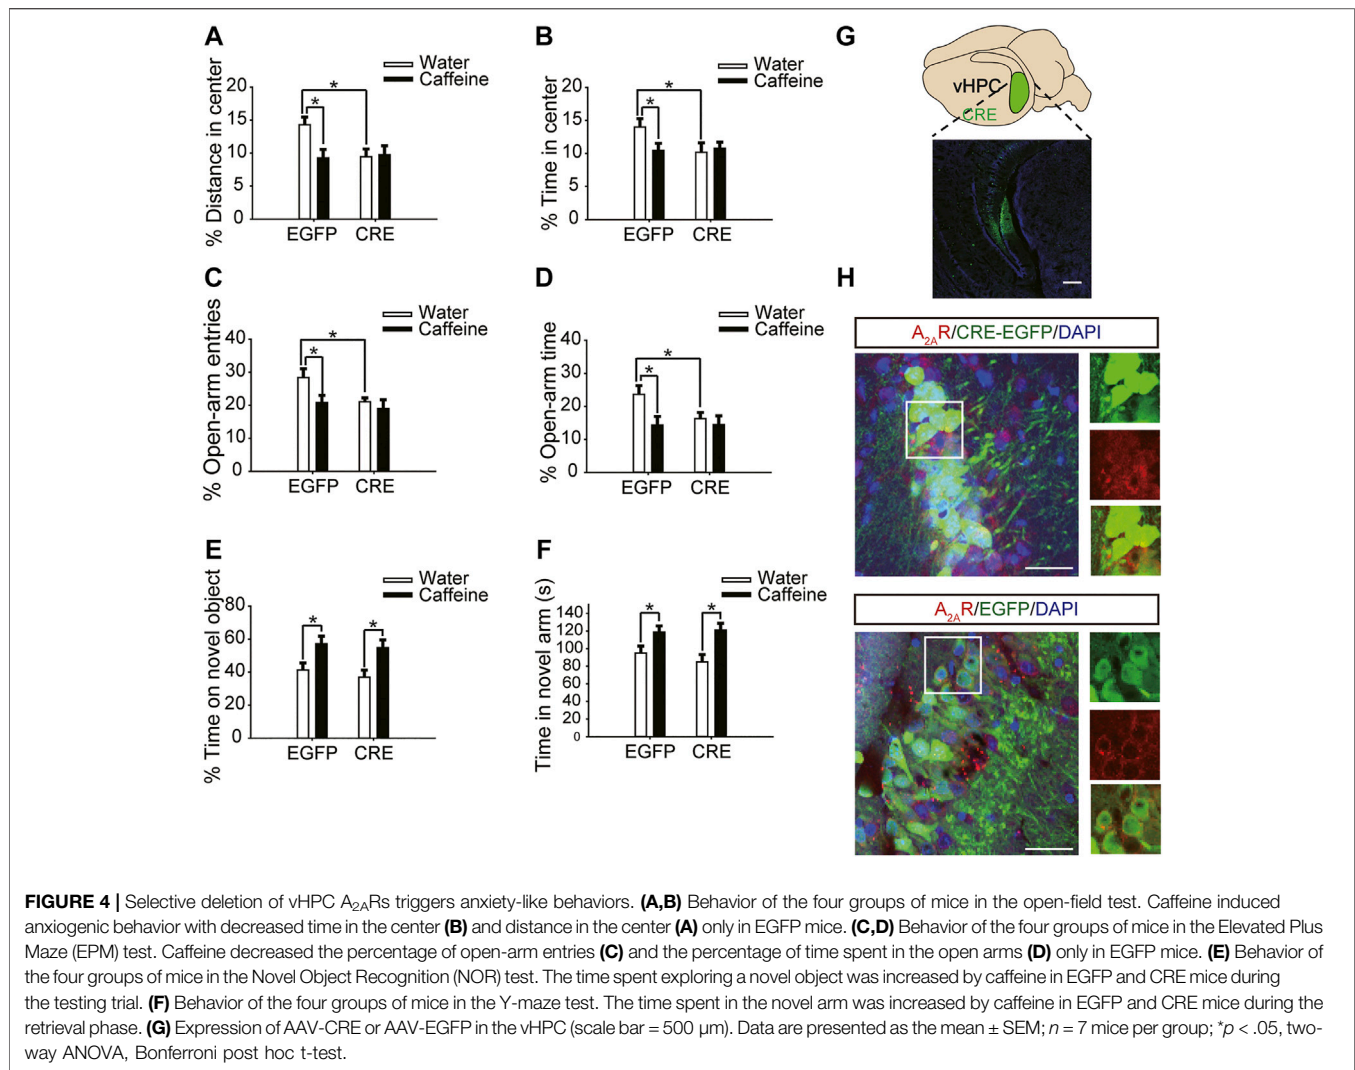 A
Water
Caffeine
% Distance in center
20
15
10
5
0
*
*
EGFP CRE
B
Water
Caffeine
% Time in center
20
15
10
5
0
*
*
EGFP CRE
C
Water
Caffeine
% Open-arm entries
40
30
20
10
0
*
*
EGFP CRE
D
Water
Caffeine
% Open-arm time
40
30
20
10
0
*
*
EGFP CRE
E
Water
Caffeine
% Time on novel object
80
60
40
20
0
*
*
EGFP CRE
F
Water
Caffeine
Time in novel arm (s)
140
120
100
80
60
40
20
0
*
*
EGFP CRE
G
vHPC
CRE
H
A2AR/CRE-EGFP/DAPI
A2AR/EGFP/DAPI
FIGURE 4 | Selective deletion of vHPC A2ARs triggers anxiety-like behaviors. (A,B) Behavior of the four groups of mice in the open-field test. Caffeine induced
anxiogenic behavior with decreased time in the center (B) and distance in the center (A) only in EGFP mice. (C,D) Behavior of the four groups of mice in the Elevated Plus
Maze (EPM) test. Caffeine decreased the percentage of open-arm entries (C) and the percentage of time spent in the open arms (D) only in EGFP mice. (E) Behavior of
the four groups of mice in the Novel Object Recognition (NOR) test. The time spent exploring a novel object was increased by caffeine in EGFP and CRE mice during
the testing trial. (F) Behavior of the four groups of mice in the Y-maze test. The time spent in the novel arm was increased by caffeine in EGFP and CRE mice during the
retrieval phase. (G) Expression of AAV-CRE or AAV-EGFP in the vHPC (scale bar = 500 μm). Data are presented as the mean ± SEM; n = 7 mice per group; *p < .05, two-
way ANOVA, Bonferroni post hoc t-test.